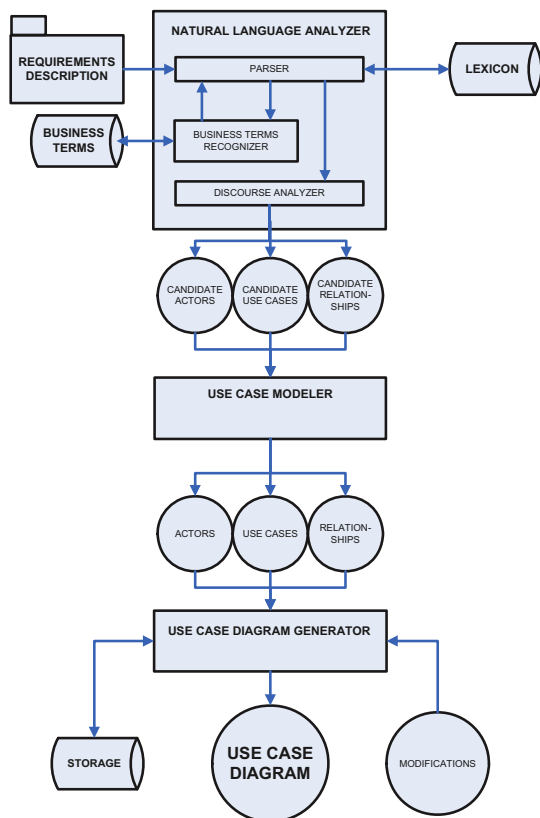 NATURAL LANGUAGE ANALYZER
REQUIREMENTS
DESCRIPTION
PARSER
LEXICON
BUSINESS
TERMS
BUSINESS TERMS
RECOGNIZER
DISCOURSE ANALYZER
CANDIDATE
ACTORS
CANDIDATE
USE CASES
CANDIDATE
RELATION-
SHIPS
USE CASE MODELER
ACTORS
USE CASES
RELATION-
SHIPS
USE CASE DIAGRAM GENERATOR
STORAGE
USE CASE
DIAGRAM
MODIFICATIONS